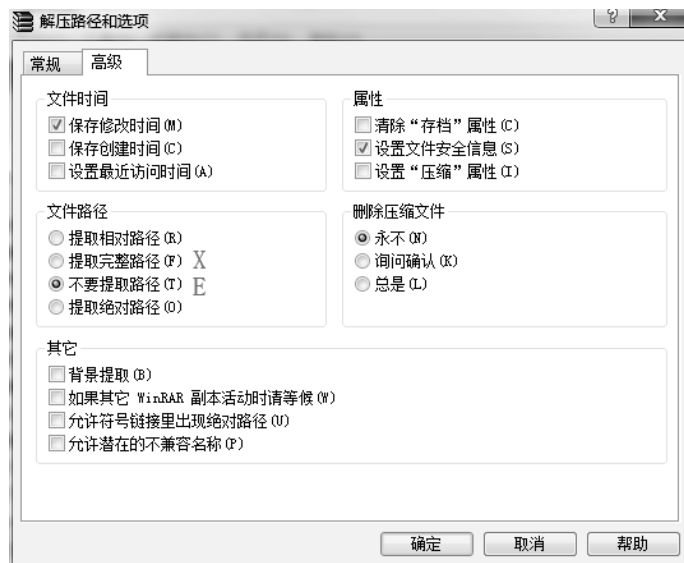 解压路径和选项
常规
高级
文件时间
保存修改时间(M)
保存创建时间(C)
设置最近访问时间(A)
属性
清除“存档”属性(C)
设置文件安全信息(S)
设置“压缩”属性(I)
文件路径
提取相对路径(R)
提取完整路径(F) X
不要提取路径(T) E
提取绝对路径(O)
删除压缩文件
永不(N)
询问确认(K)
总是(L)
其它
背景提取(B)
如果其它 WinRAR 副本活动时请等候(W)
允许符号链接里出现绝对路径(U)
允许潜在的不兼容名称(P)
确定
取消
帮助